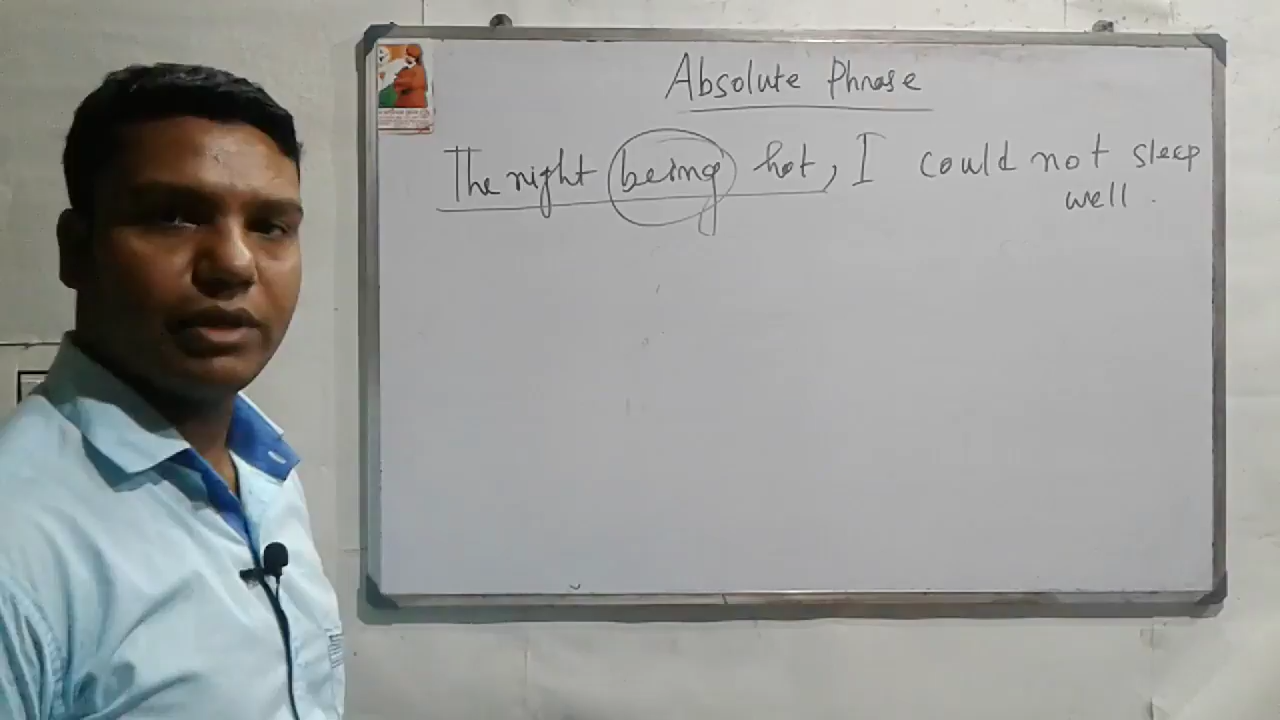 Absolute Phrase
The night being hot, I could not sleep
well.